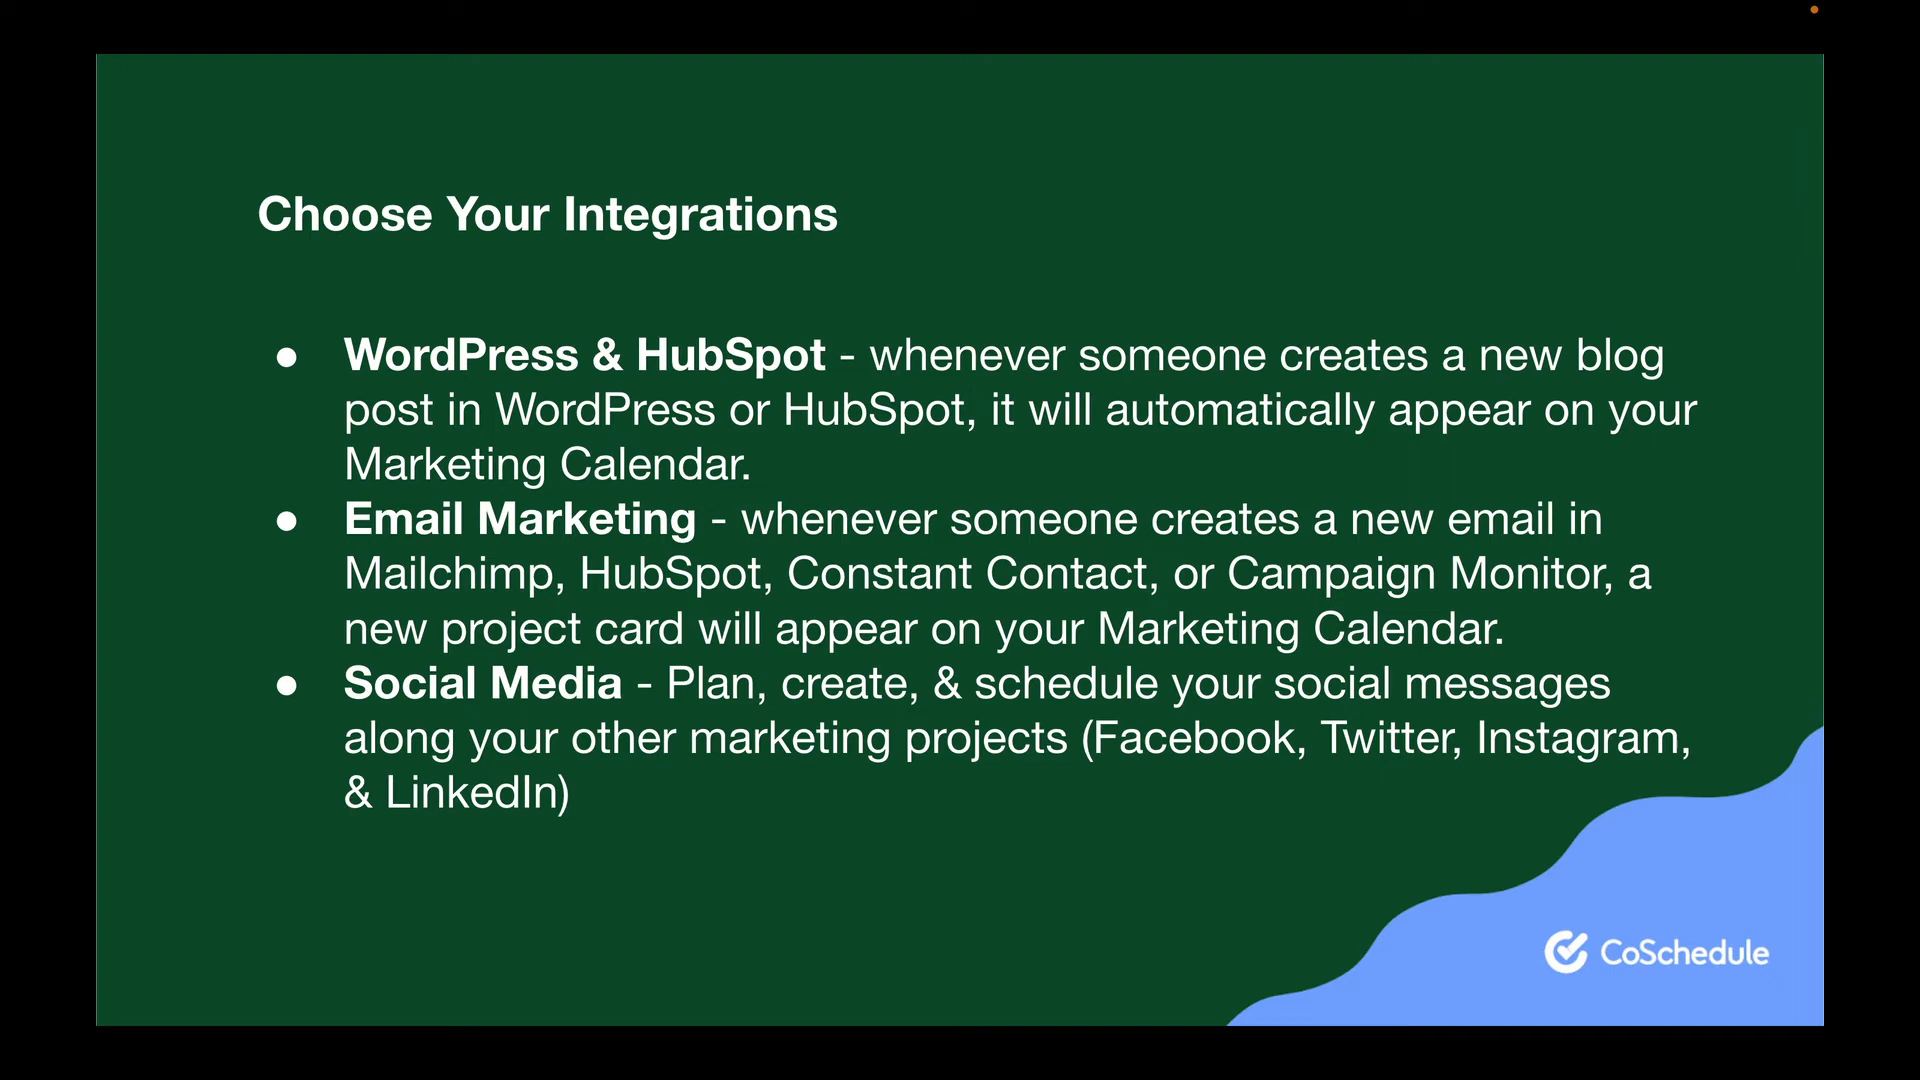 Choose Your Integrations
● WordPress & HubSpot - whenever someone creates a new blog
post in WordPress or HubSpot, it will automatically appear on your
Marketing Calendar.
● Email Marketing - whenever someone creates a new email in
Mailchimp, HubSpot, Constant Contact, or Campaign Monitor, a
new project card will appear on your Marketing Calendar.
● Social Media - Plan, create, & schedule your social messages
along your other marketing projects (Facebook, Twitter, Instagram,
& LinkedIn)
CoSchedule